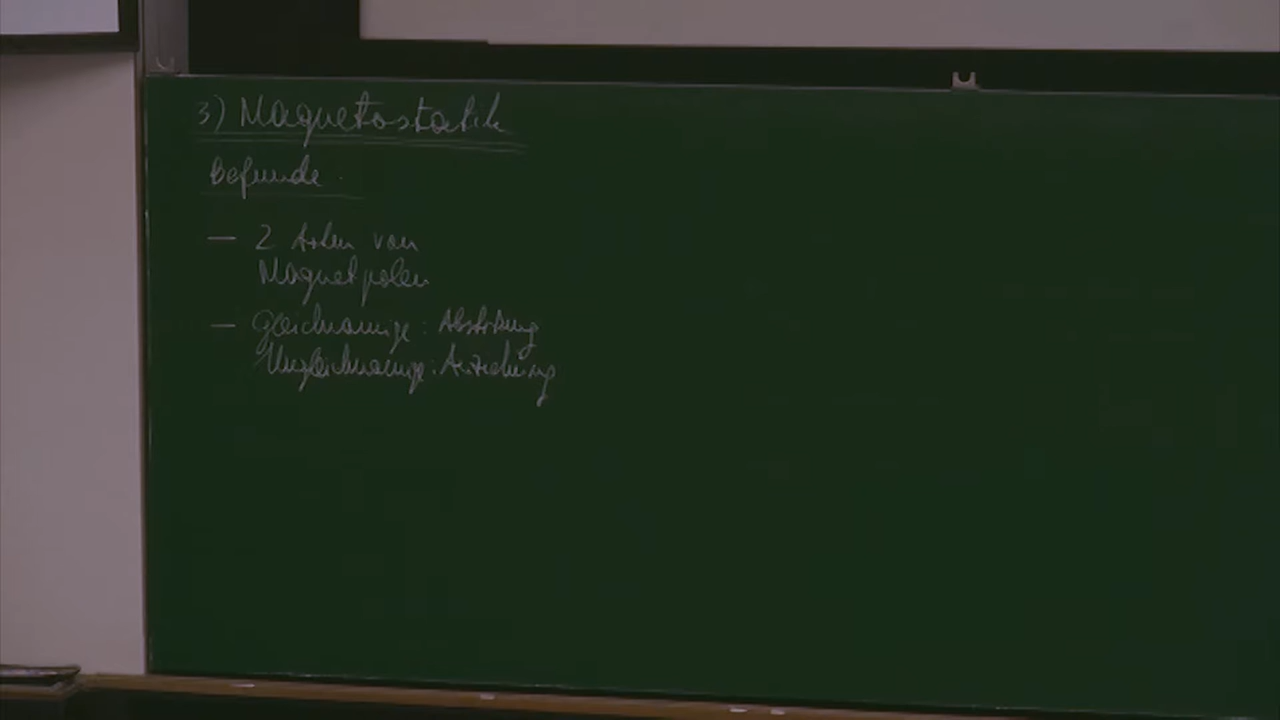 3) Magnetostatik
Befunde:
— 2 Arten von
Magnetpolen
— gleichnamige: Abstoßung
Ungleichnamige: Anziehung